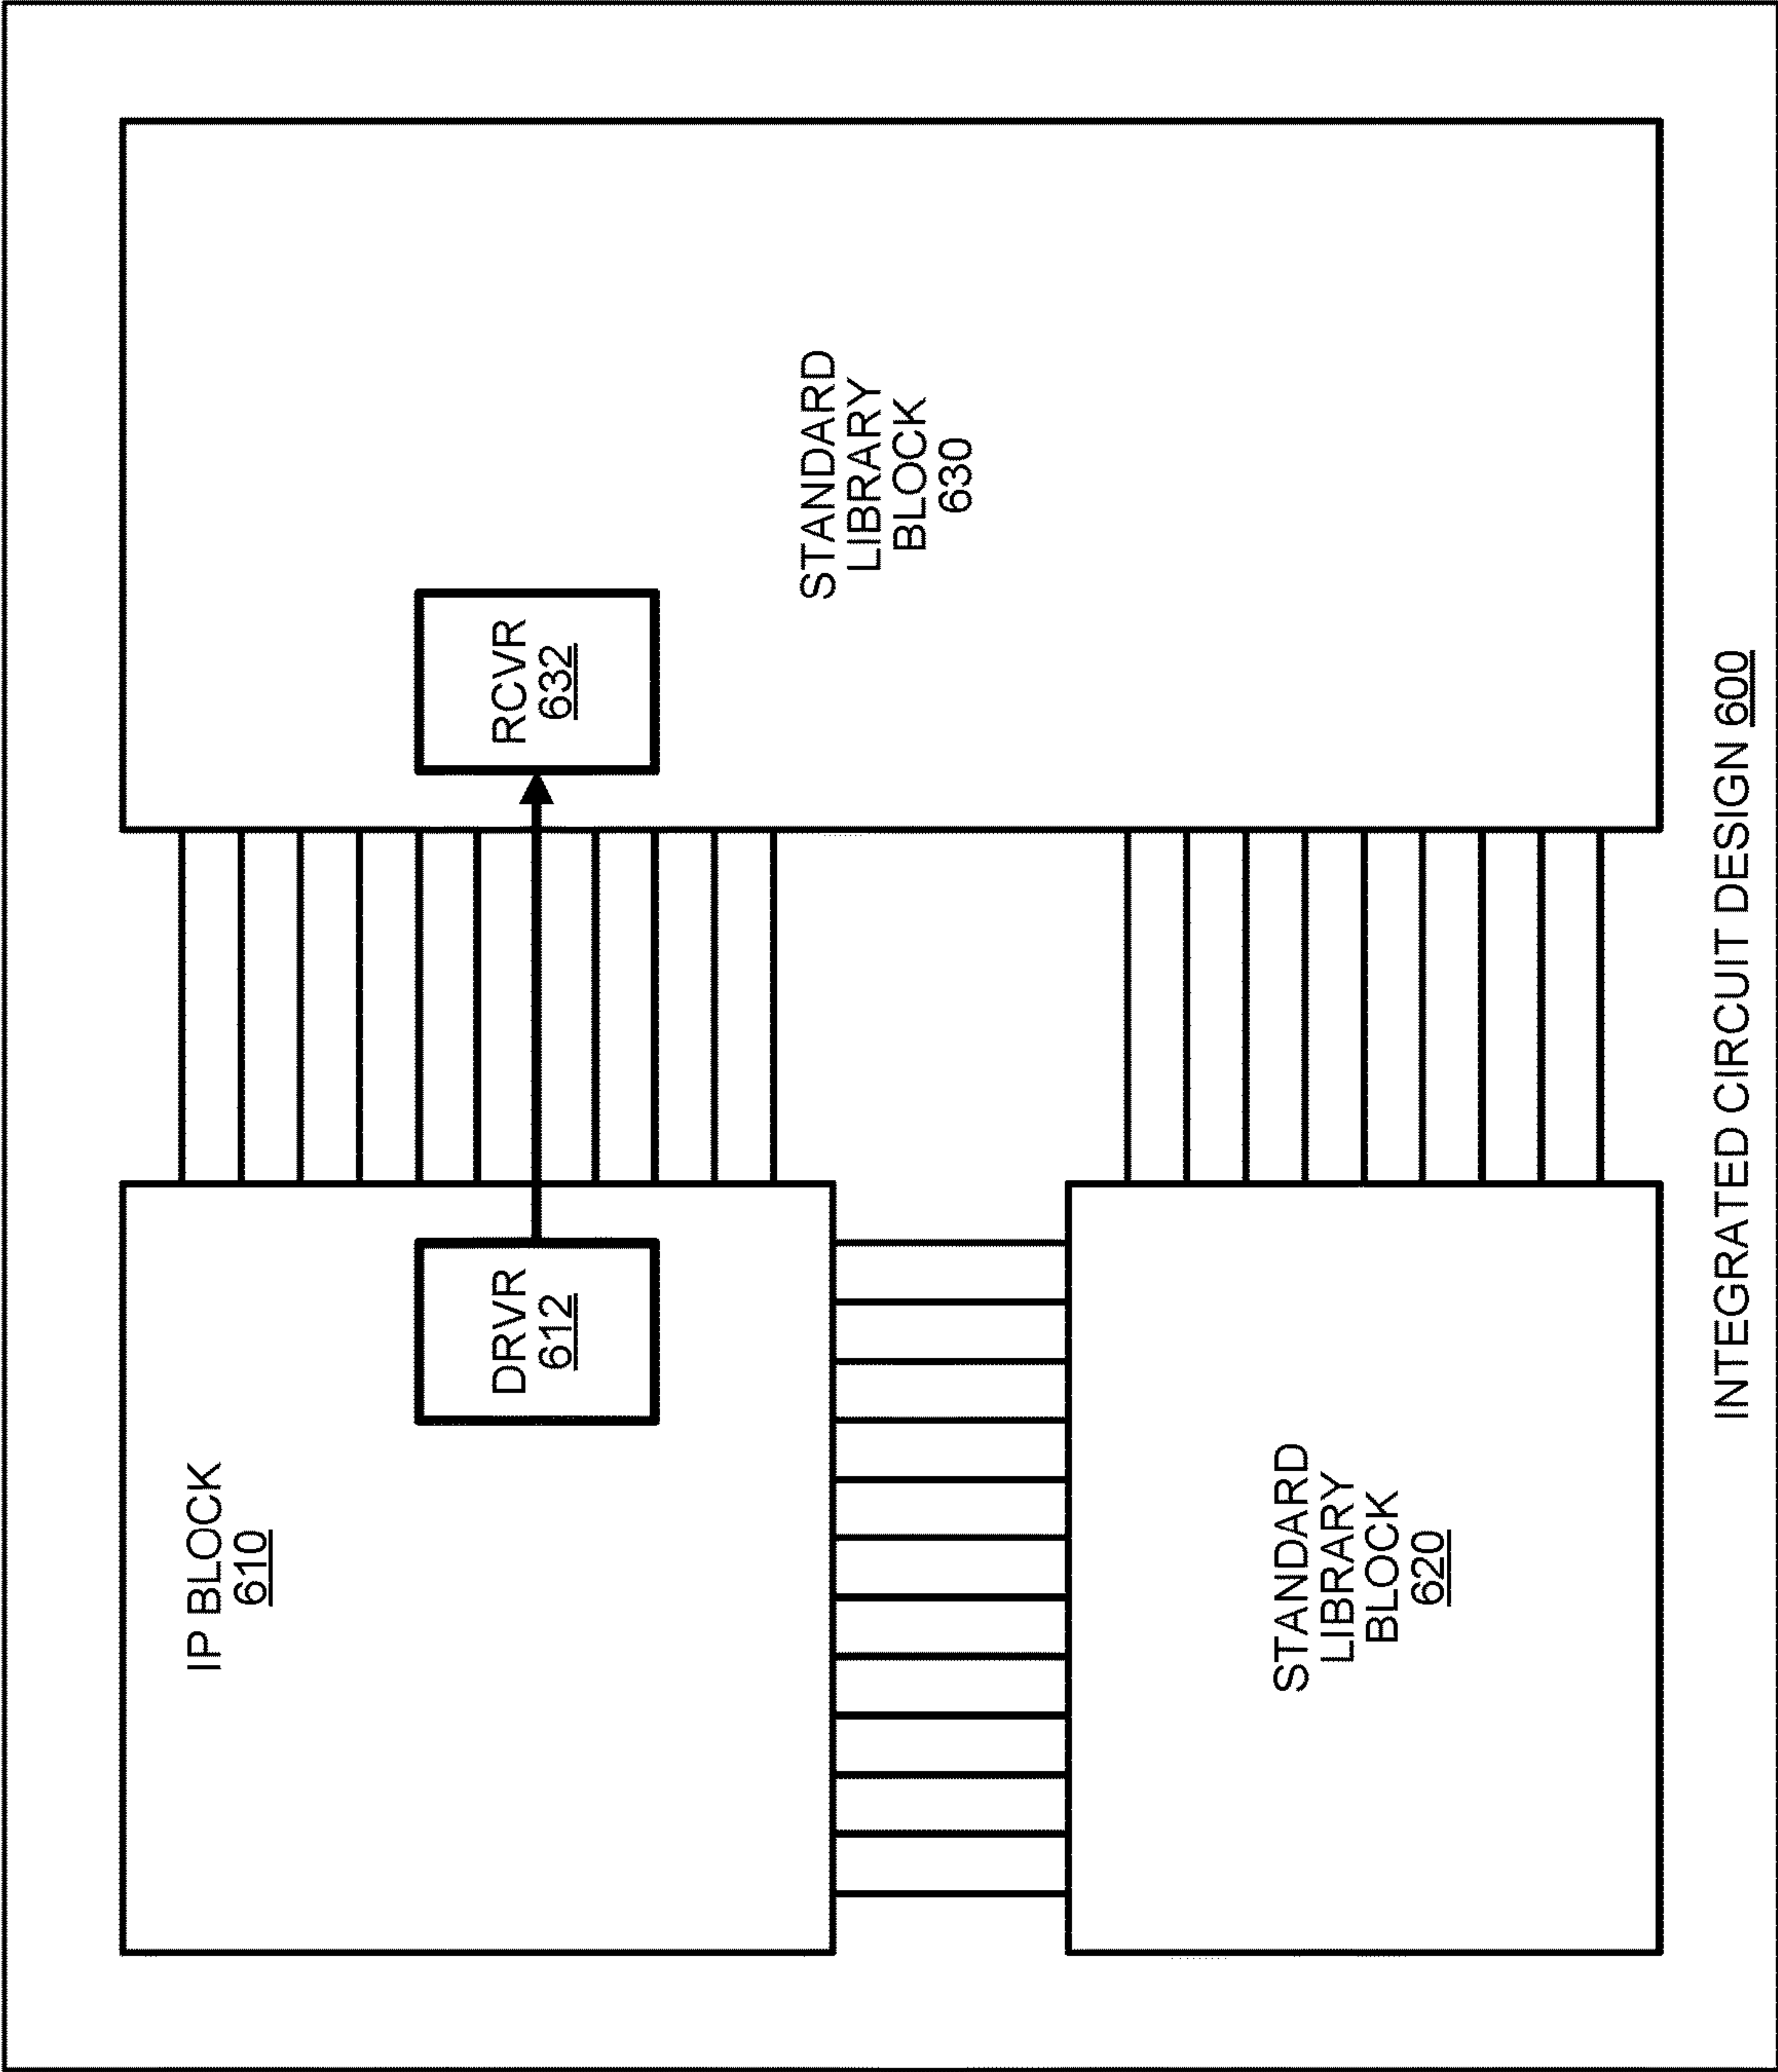 IP BLOCK
610
DRVR
612
RCVR
632
STANDARD
LIBRARY
BLOCK
630
STANDARD
LIBRARY
BLOCK
620
INTEGRATED CIRCUIT DESIGN 600